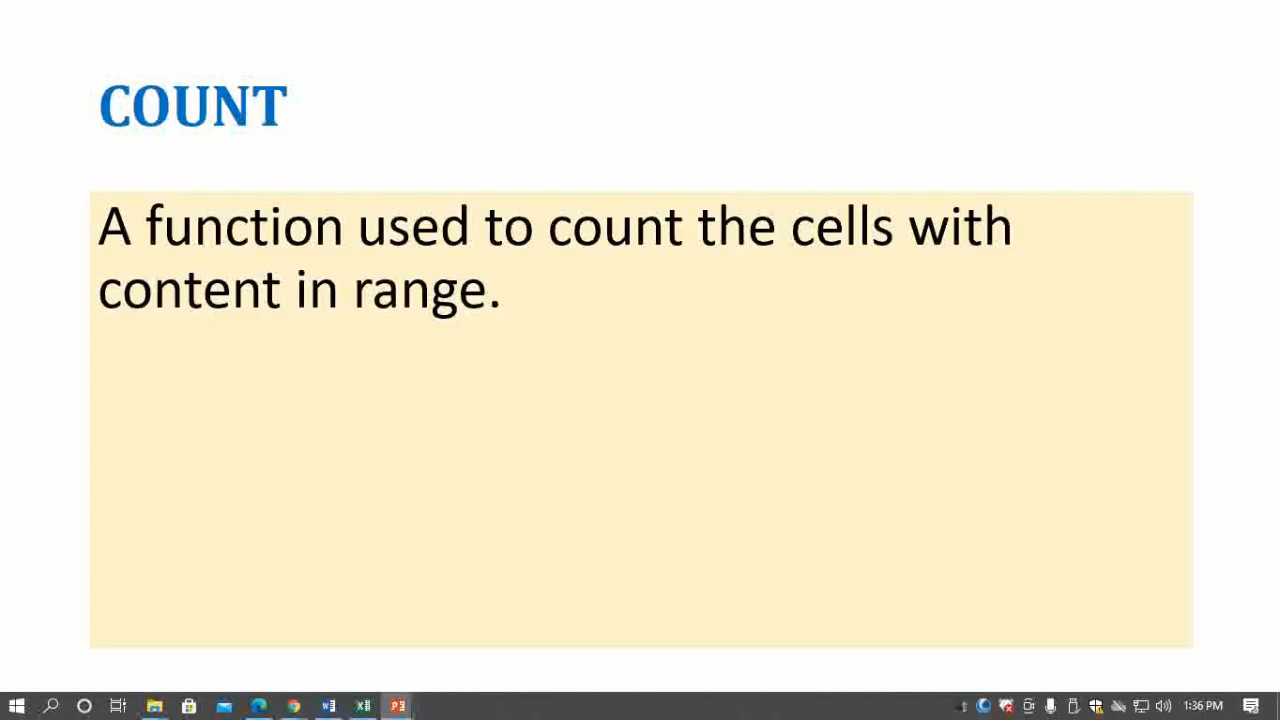 COUNT
A function used to count the cells with
content in range.
1:36 PM